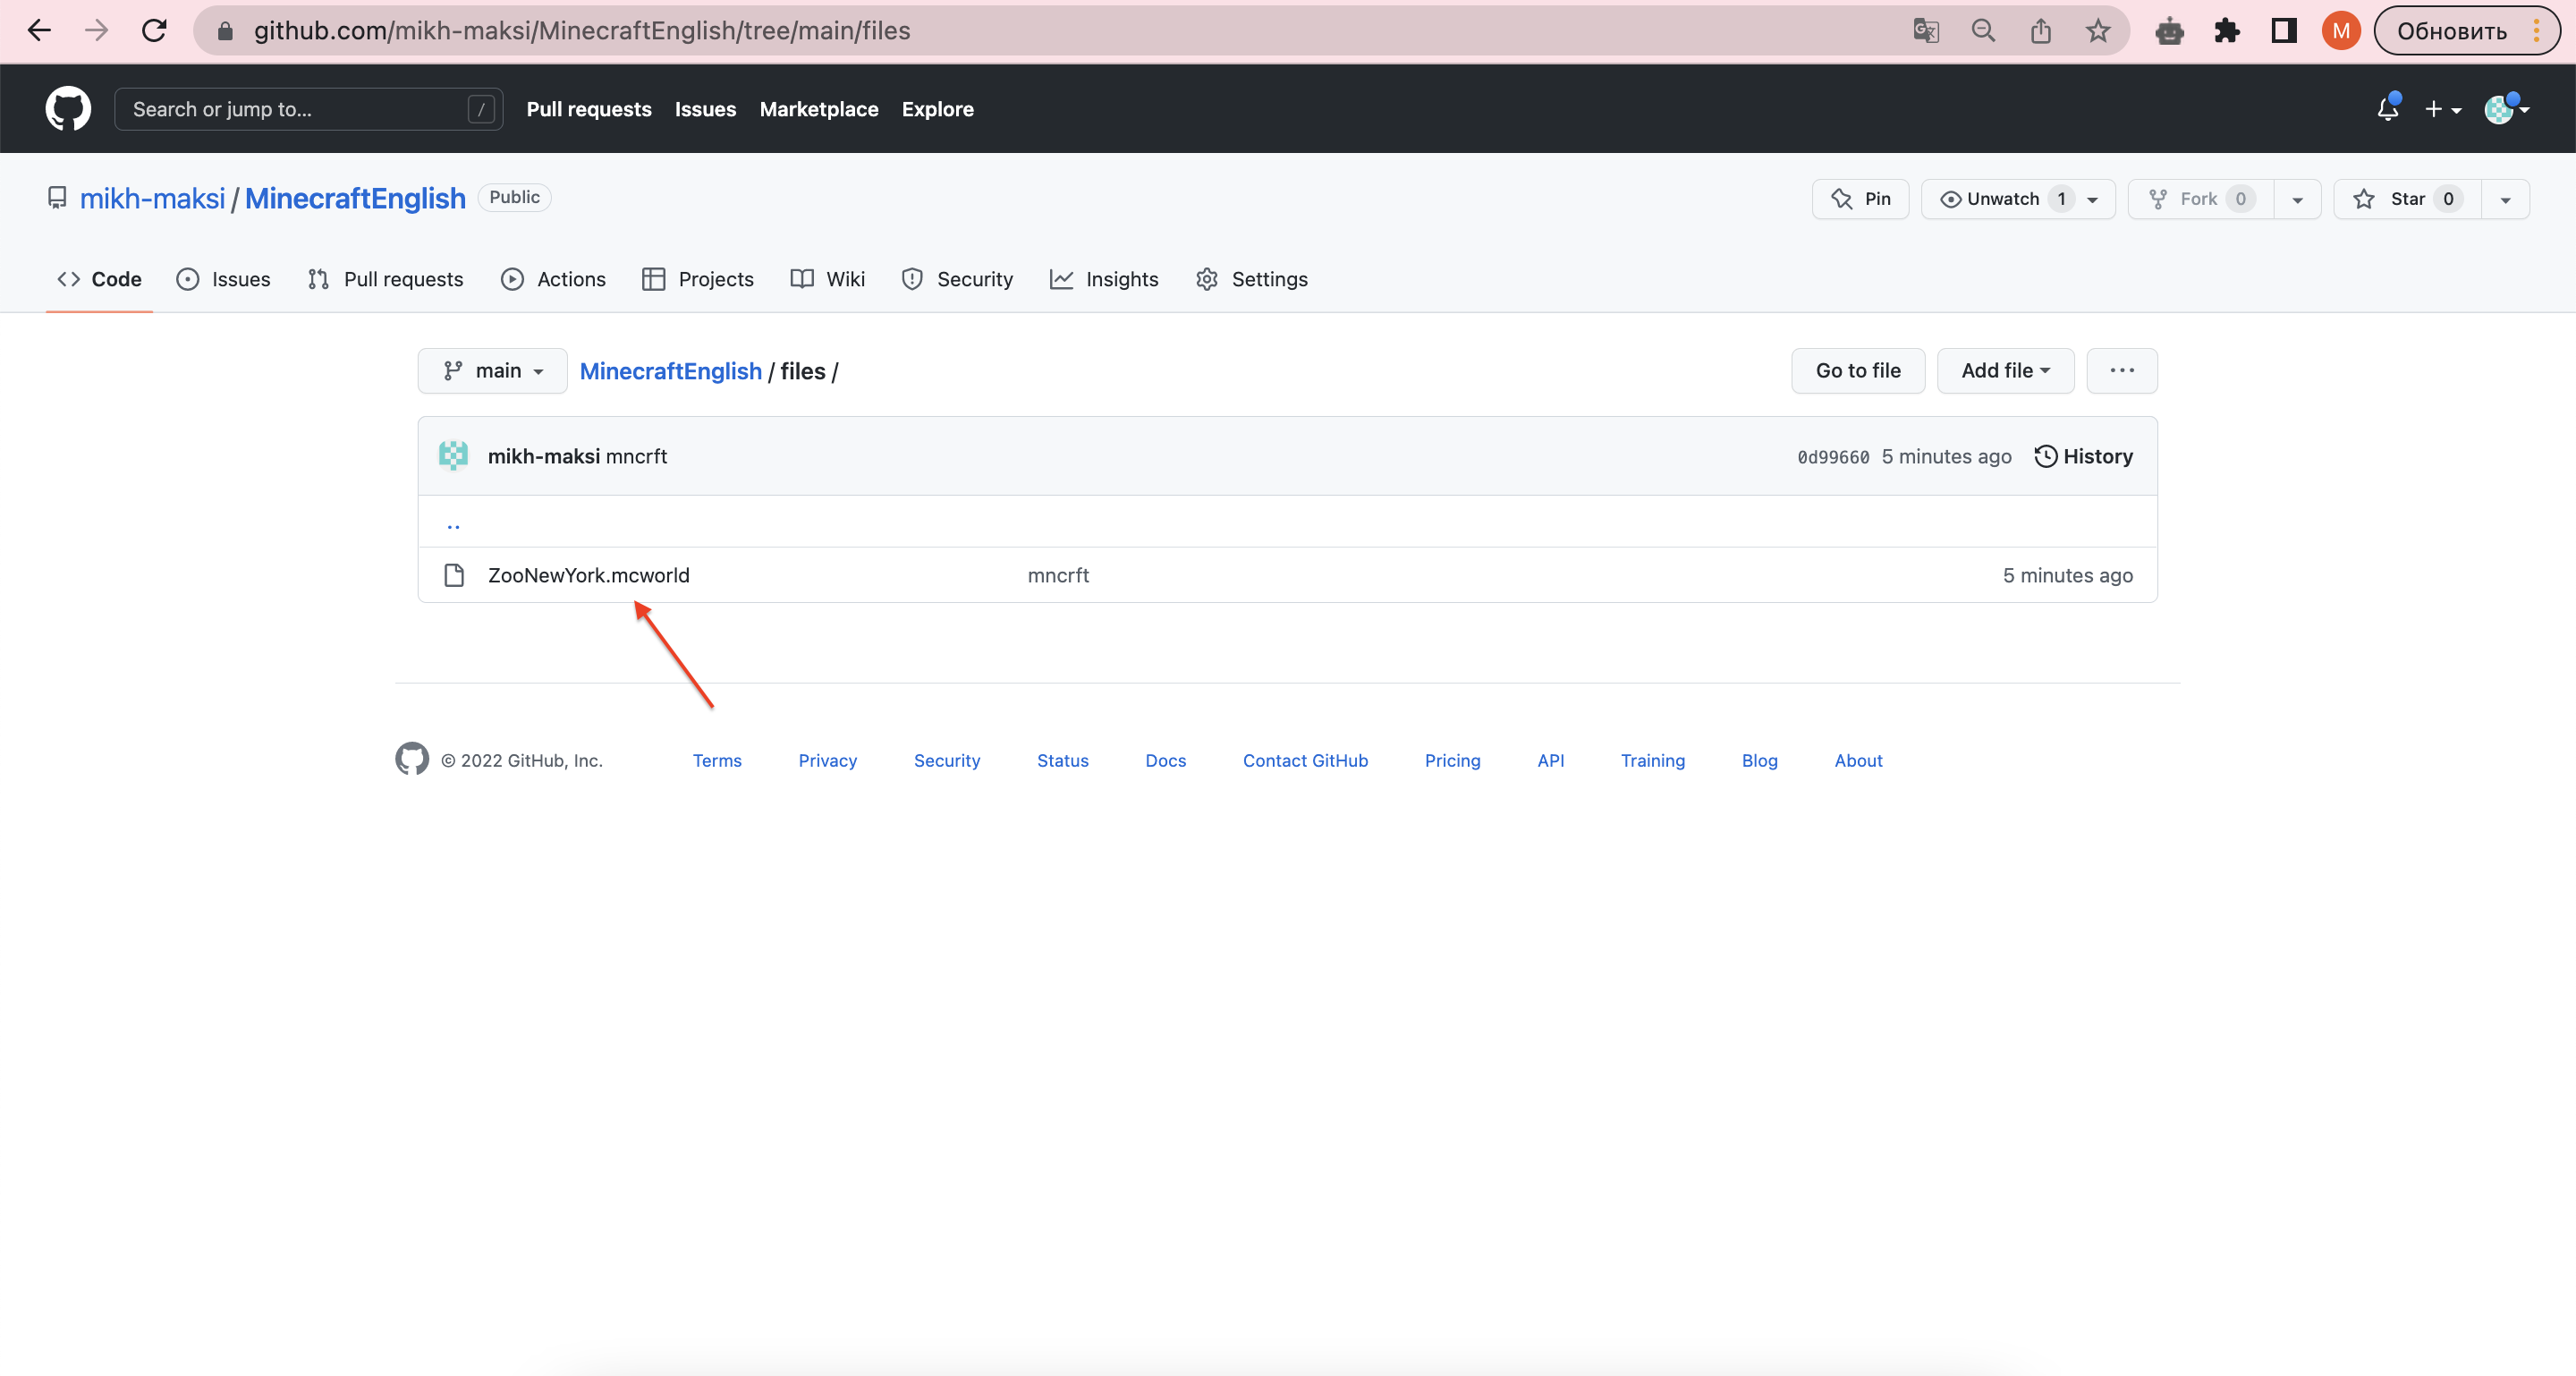 github.com/mikh-maksi/MinecraftEnglish/tree/main/files
M
Обновить
Search or jump to...
/
Pull requests
Issues
Marketplace
Explore
mikh-maksi / MinecraftEnglish
Public
Pin
Unwatch 1
Fork 0
Star 0
Code
Issues
Pull requests
Actions
Projects
Wiki
Security
Insights
Settings
main
MinecraftEnglish / files /
Go to file
Add file
...
mikh-maksi mncrft
0d99660 5 minutes ago
History
..
ZooNewYork.mcworld
mncrft
5 minutes ago
© 2022 GitHub, Inc.
Terms
Privacy
Security
Status
Docs
Contact GitHub
Pricing
API
Training
Blog
About